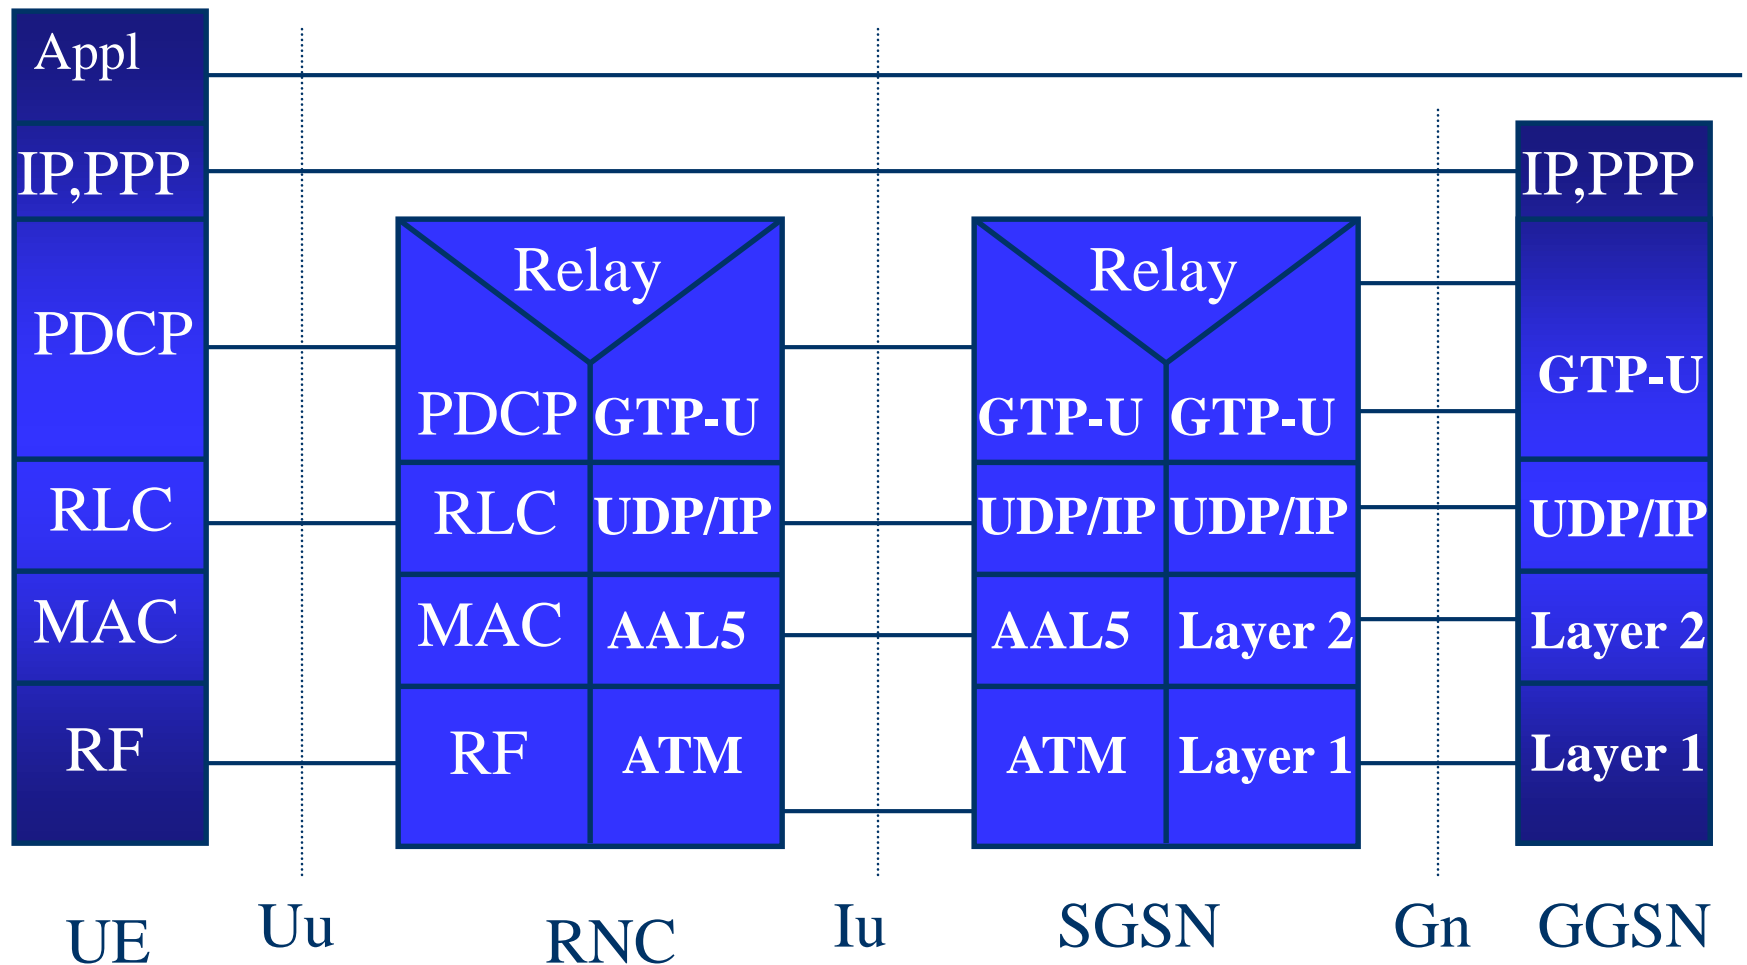 Appl
IP,PPP
IP,PPP
Relay
Relay
PDCP
GTP-U
PDCP
GTP-U
GTP-U
GTP-U
RLC
RLC
UDP/IP
UDP/IP
UDP/IP
UDP/IP
MAC
MAC
AAL5
AAL5
Layer 2
Layer 2
RF
RF
ATM
ATM
Layer 1
Layer 1
UE
Uu
RNC
Iu
SGSN
Gn
GGSN